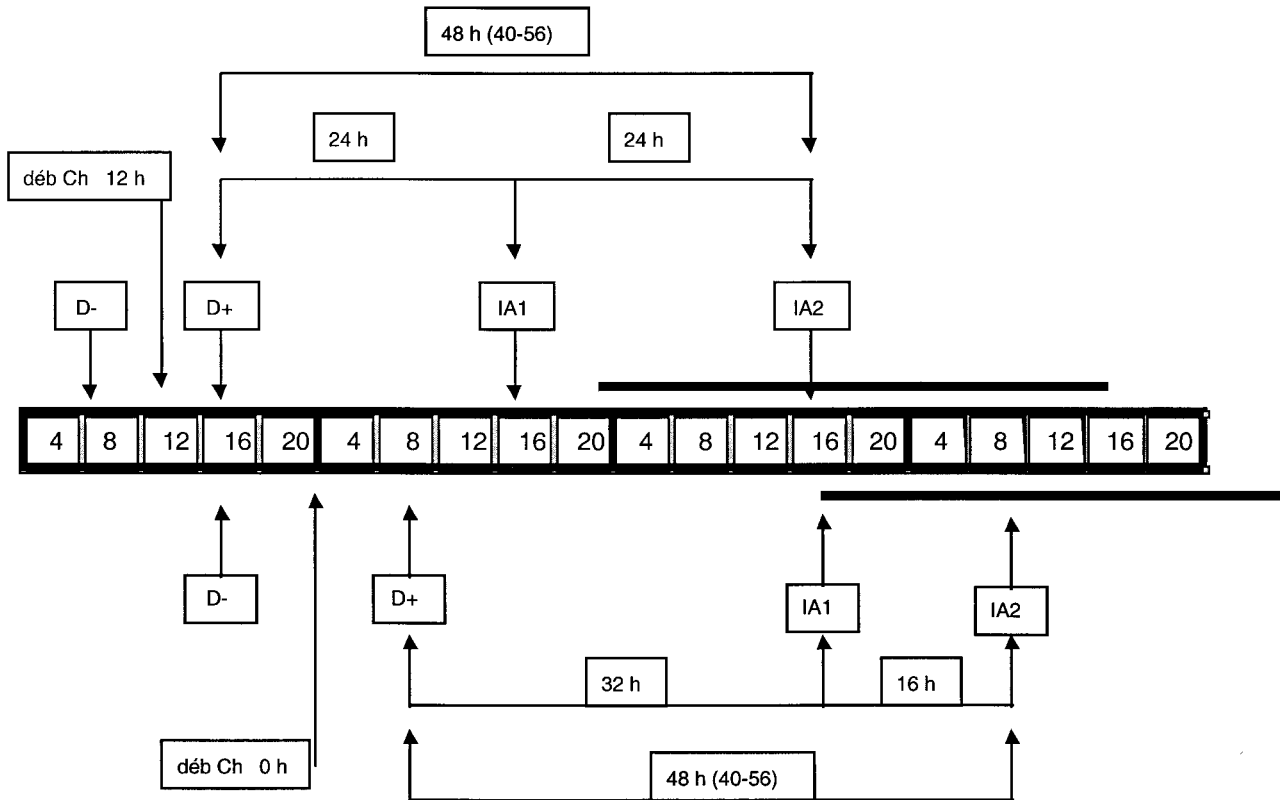 48 h (40-56)
24 h
24 h
déb Ch 12 h
D-
D+
IA1
IA2
4 8 12 16 20 4 8 12 16 20 4 8 12 16 20 4 8 12 16 20
D-
D+
IA1
IA2
32 h
16 h
déb Ch 0 h
48 h (40-56)